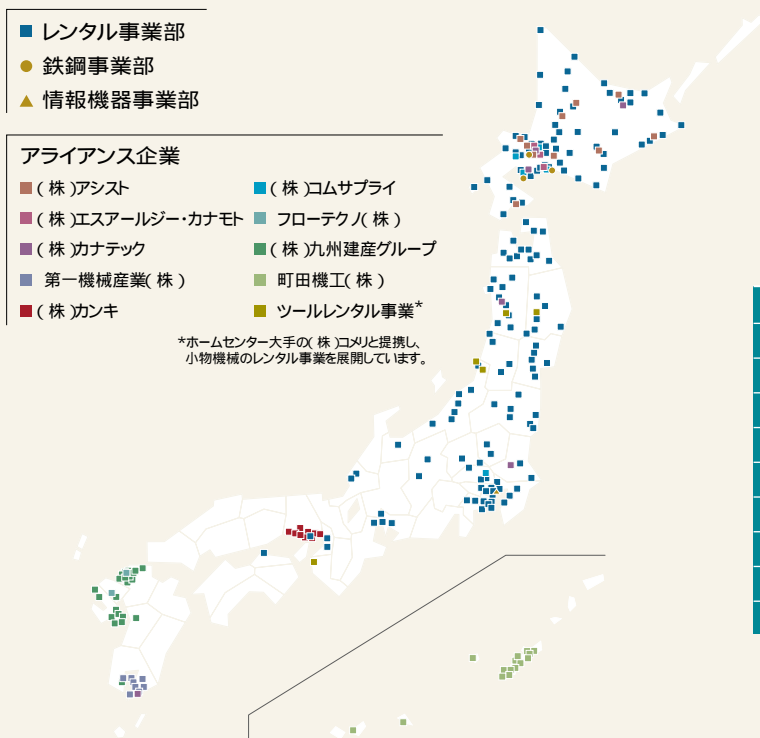 レンタル事業部
鉄鋼事業部
情報機器事業部
アライアンス企業
(株)アシスト
(株)エスアールジー・カナモト
(株)カナテック
第一機械産業(株)
(株)カンキ
(株)コムサプライ
フローテクノ(株)
(株)九州建産グループ
町田機工(株)
ツールレンタル事業*
*ホームセンター大手の(株)コメリと提携し、
小物機械のレンタル事業を展開しています。